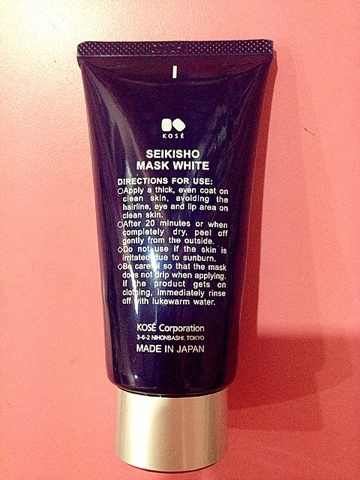 KOSÉ
SEIKISHO
MASK WHITE
DIRECTIONS FOR USE:
○Apply a thick, even coat on
clean skin, avoiding the
hairline, eye and lip area on
clean skin.
○After 20 minutes or when
completely dry, peel off
gently from the outside.
○Do not use if the skin is
irritated due to sunburn.
○Be careful so that the mask
does not drip when applying.
If the product gets on
clothing, immediately rinse
off with lukewarm water.
KOSÉ Corporation
3-6-2 NIHONBASHI, TOKYO
MADE IN JAPAN